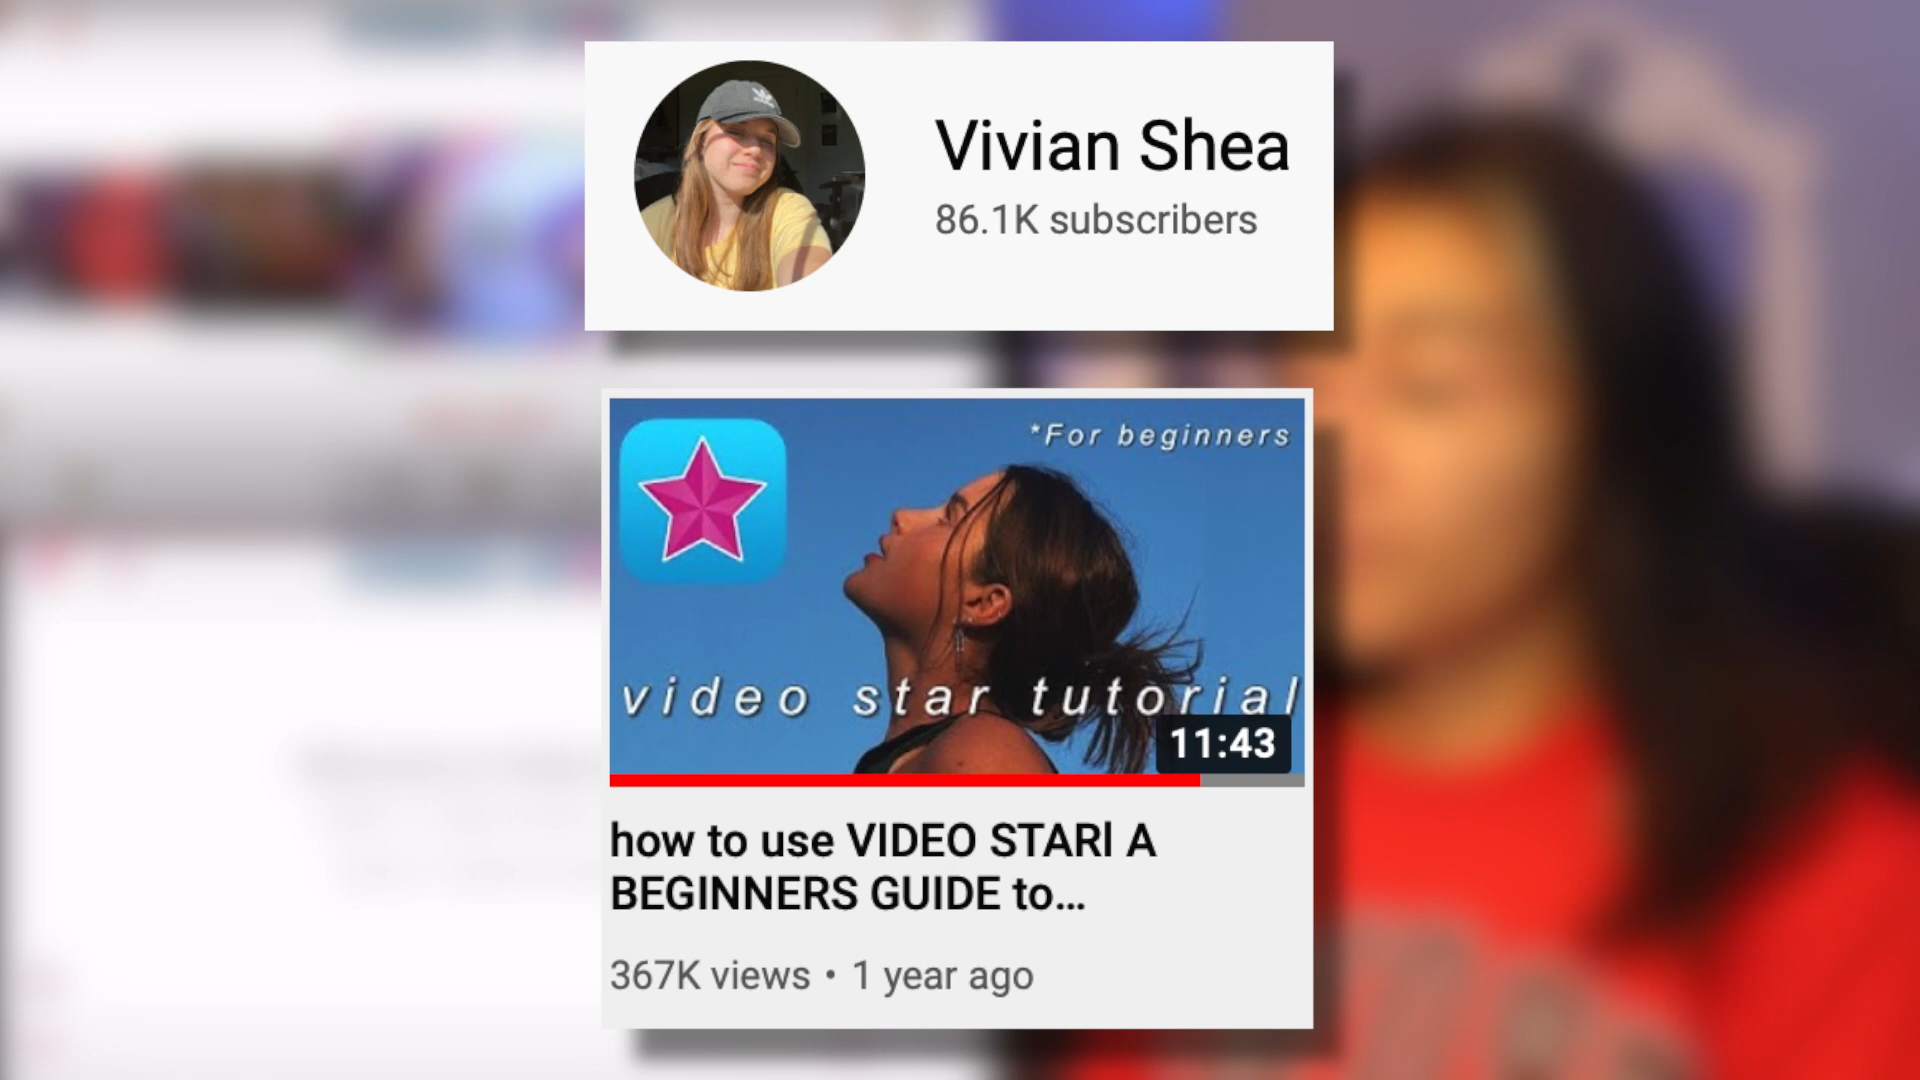 Vivian Shea
86.1K subscribers
*For beginners
video star tutorial
11:43
how to use VIDEO STARl A
BEGINNERS GUIDE to...
367K views • 1 year ago